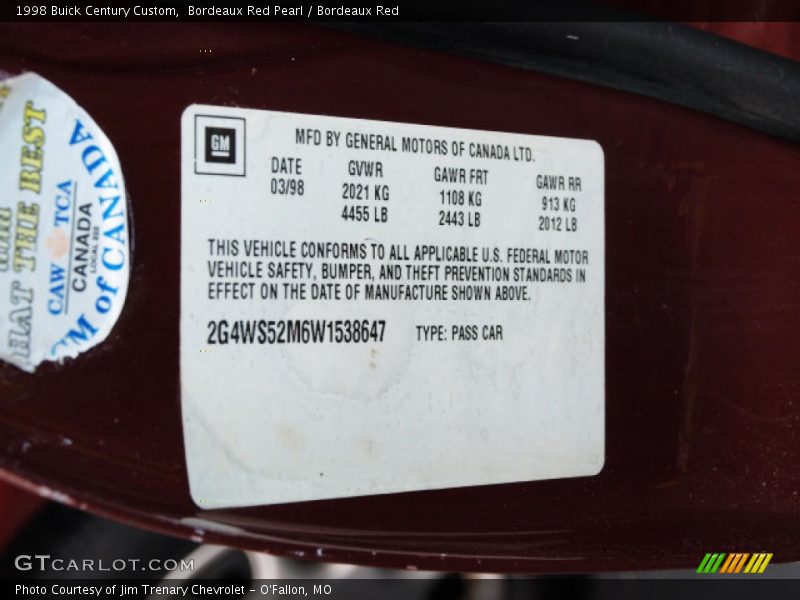 1998 Buick Century Custom,  Bordeaux Red Pearl / Bordeaux Red
GM
MFD BY GENERAL MOTORS OF CANADA LTD.
DATE GVWR GAWR FRT GAWR RR
03/98 2021 KG 1108 KG 913 KG
4455 LB 2443 LB 2012 LB
THIS VEHICLE CONFORMS TO ALL APPLICABLE U.S. FEDERAL MOTOR
VEHICLE SAFETY, BUMPER, AND THEFT PREVENTION STANDARDS IN
EFFECT ON THE DATE OF MANUFACTURE SHOWN ABOVE.
2G4WS52M6W1538647 TYPE: PASS CAR
THE BEST
CAW TCA
CANADA
LOCAL 222
GM of CANADA
GTCARLOT.COM
Photo Courtesy of Jim Trenary Chevrolet - O'Fallon, MO